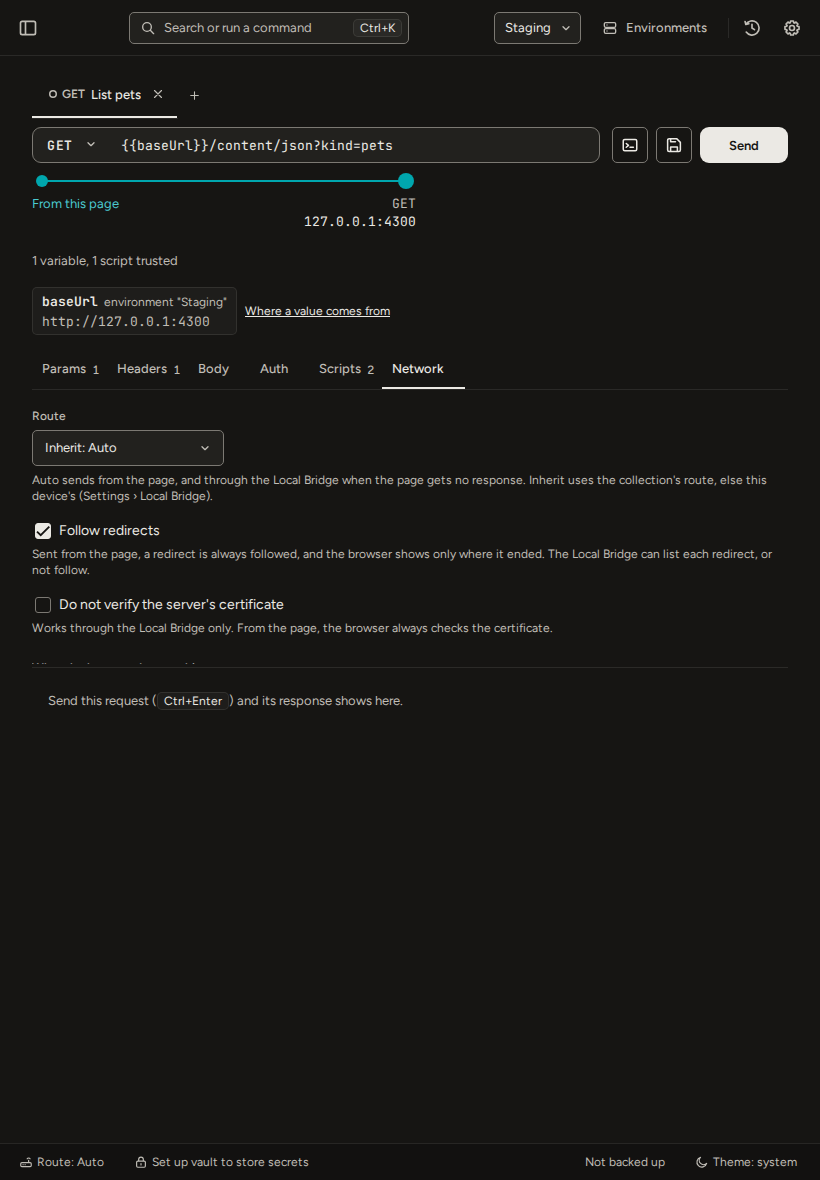 Search or run a command Ctrl+K Staging Environments
GET List pets
GET {{baseUrl}}/content/json?kind=pets Send
From this page GET
127.0.0.1:4300
1 variable, 1 script trusted
baseUrl environment "Staging"
http://127.0.0.1:4300
Where a value comes from
Params 1 Headers 1 Body Auth Scripts 2 Network
Route
Inherit: Auto
Auto sends from the page, and through the Local Bridge when the page gets no response. Inherit uses the collection's route, else this
device's (Settings › Local Bridge).
Follow redirects
Sent from the page, a redirect is always followed, and the browser shows only where it ended. The Local Bridge can list each redirect, or
not follow.
Do not verify the server's certificate
Works through the Local Bridge only. From the page, the browser always checks the certificate.
Send this request (Ctrl+Enter) and its response shows here.
Route: Auto Set up vault to store secrets Not backed up Theme: system